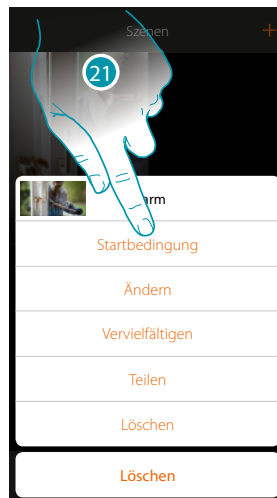 Szenen +
21
arm
Startbedingung
Ändern
Vervielfältigen
Teilen
Löschen
Löschen